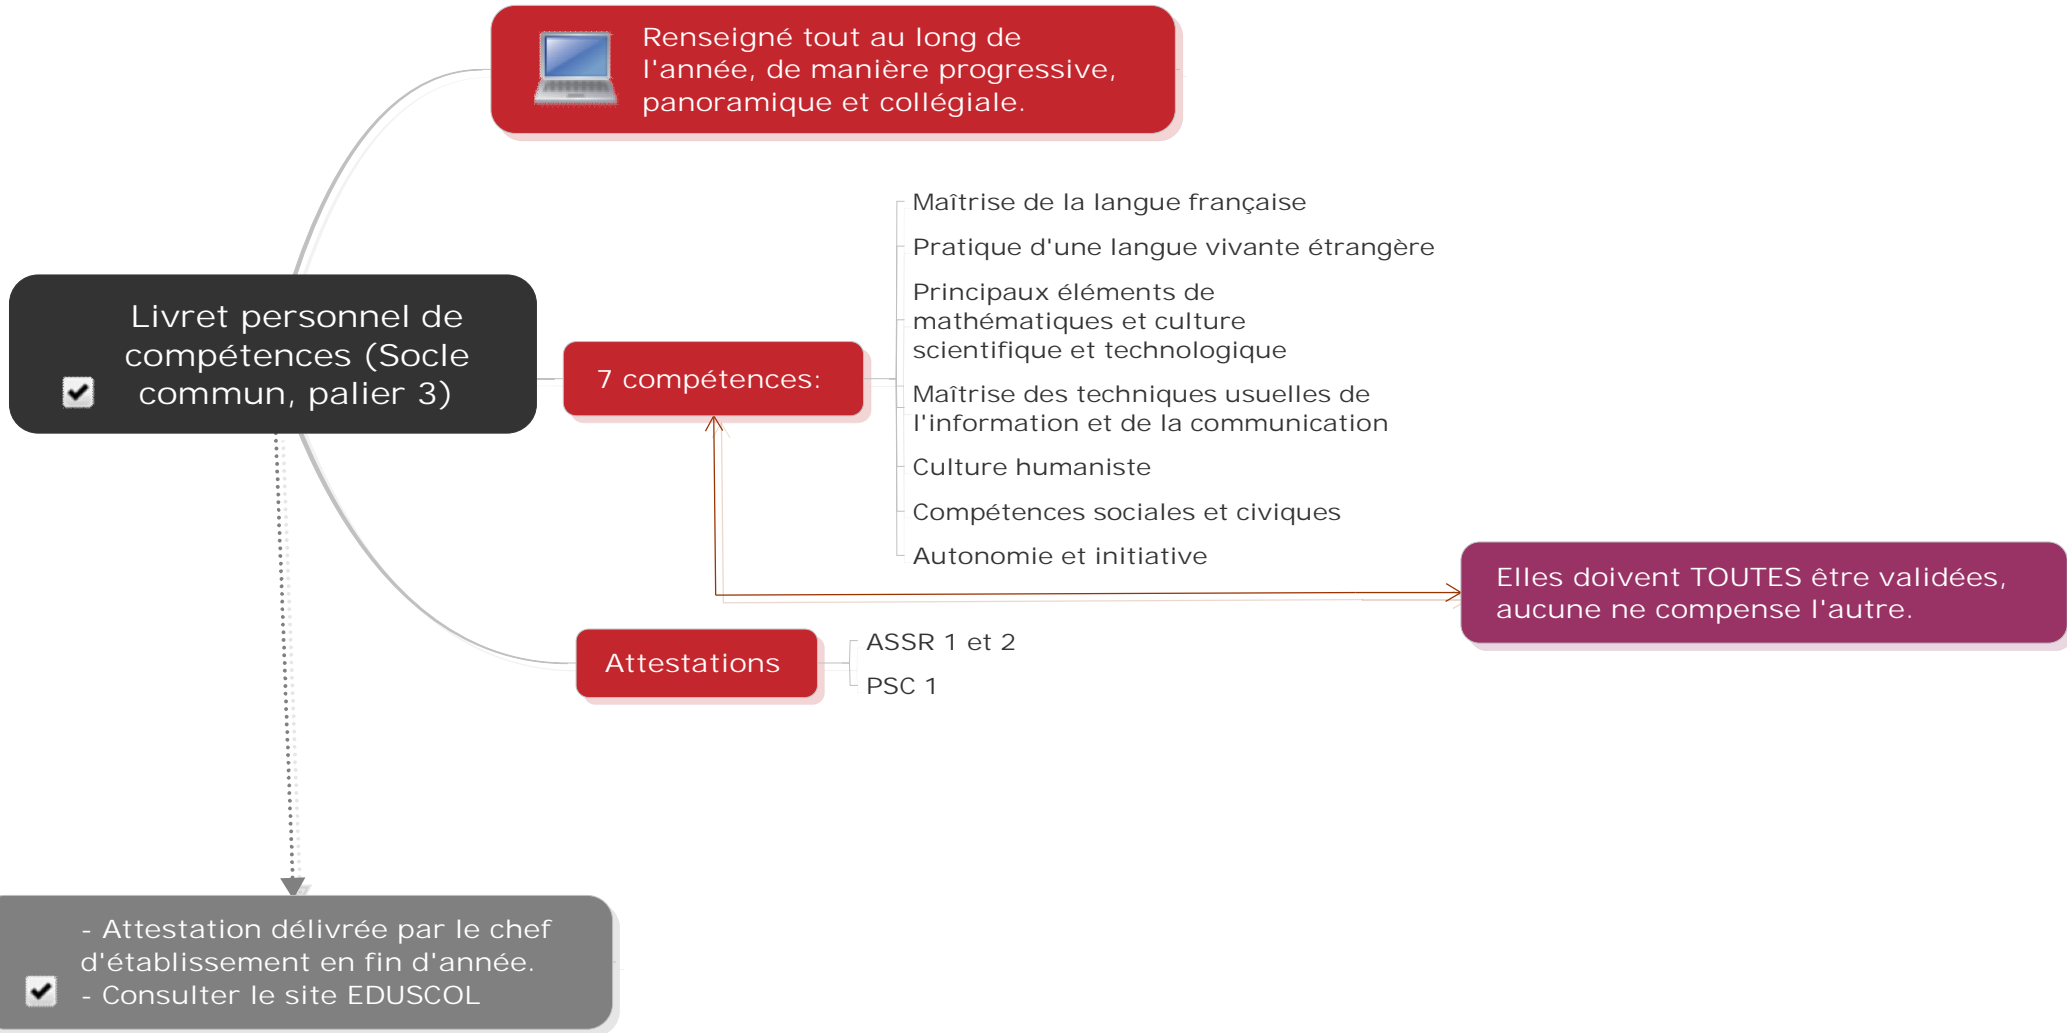 Renseigné tout au long de
l'année, de manière progressive,
panoramique et collégiale.
Livret personnel de
compétences (Socle
commun, palier 3)
7 compétences:
Maîtrise de la langue française
Pratique d'une langue vivante étrangère
Principaux éléments de
mathématiques et culture
scientifique et technologique
Maîtrise des techniques usuelles de
l'information et de la communication
Culture humaniste
Compétences sociales et civiques
Autonomie et initiative
Elles doivent TOUTES être validées,
aucune ne compense l'autre.
Attestations
ASSR 1 et 2
PSC 1
- Attestation délivrée par le chef
d'établissement en fin d'année.
- Consulter le site EDUSCOL